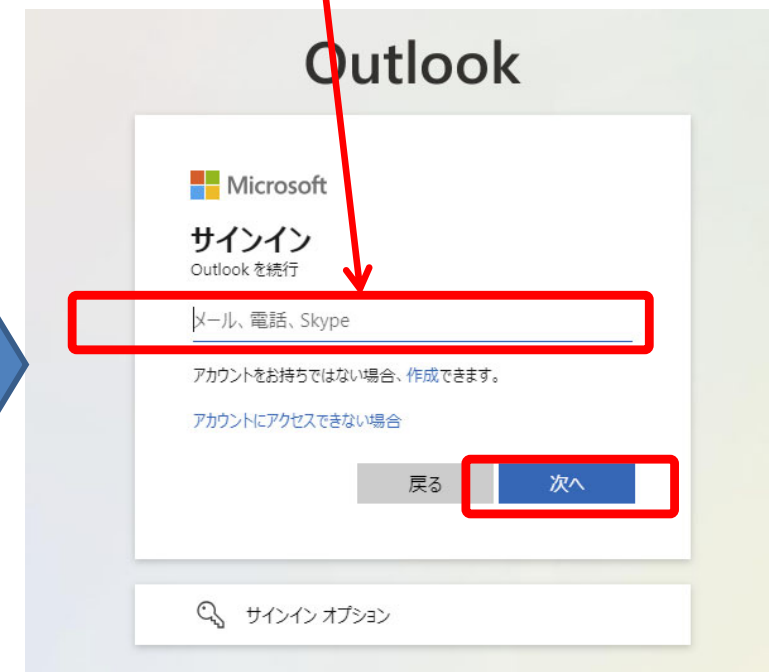 Outlook
Microsoft
サインイン
Outlook を続行
メール、電話、Skype
アカウントをお持ちではない場合、作成できます。
アカウントにアクセスできない場合
戻る
次へ
サインイン オプション